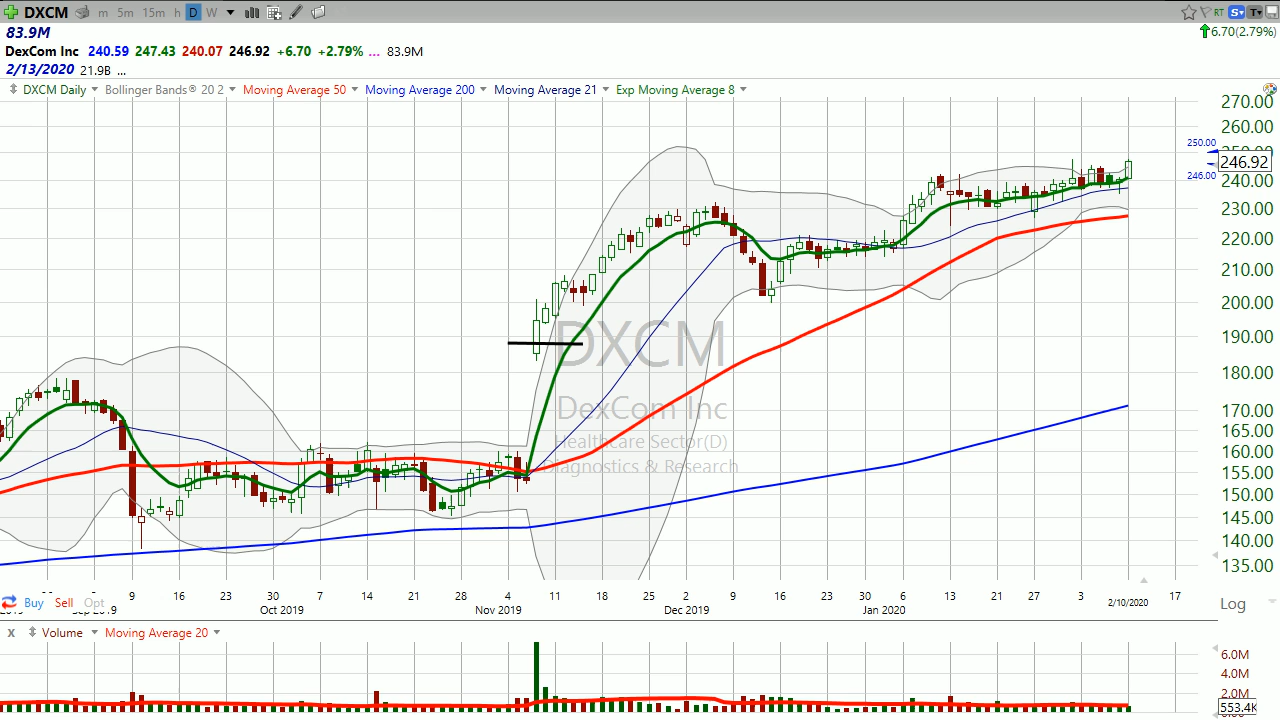 DXCM m 5m 15m h D W RT S T
83.9M 6.70(2.79%)
DexCom Inc 240.59 247.43 240.07 246.92 +6.70 +2.79% ... 83.9M
2/13/2020 21.9B ...
DXCM Daily Bollinger Bands® 20 2 Moving Average 50 Moving Average 200 Moving Average 21 Exp Moving Average 8
270.00
260.00
250.00
246.92
246.00
240.00
230.00
220.00
210.00
200.00
190.00
180.00
170.00
165.00
160.00
155.00
150.00
145.00
140.00
135.00
DXCM
DexCom Inc
Healthcare Sector(D)
Diagnostics & Research
9 16 23 7 14 21 28 11 18 25 2 9 16 23 30 6 13 21 27 3 17
Buy Sell Opt
Sep 2019 Oct 2019 Nov 2019 Dec 2019 Jan 2020 2/10/2020 Log
X Volume Moving Average 20
6.0M
4.0M
2.0M
553.4K